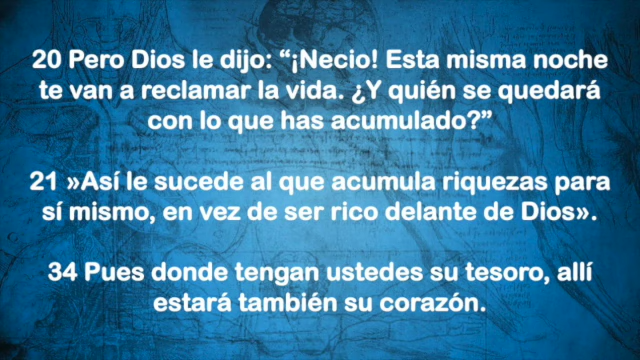 20 Pero Dios le dijo: “¡Necio! Esta misma noche
te van a reclamar la vida. ¿Y quién se quedará
con lo que has acumulado?”
21 »Así le sucede al que acumula riquezas para
sí mismo, en vez de ser rico delante de Dios».
34 Pues donde tengan ustedes su tesoro, allí
estará también su corazón.